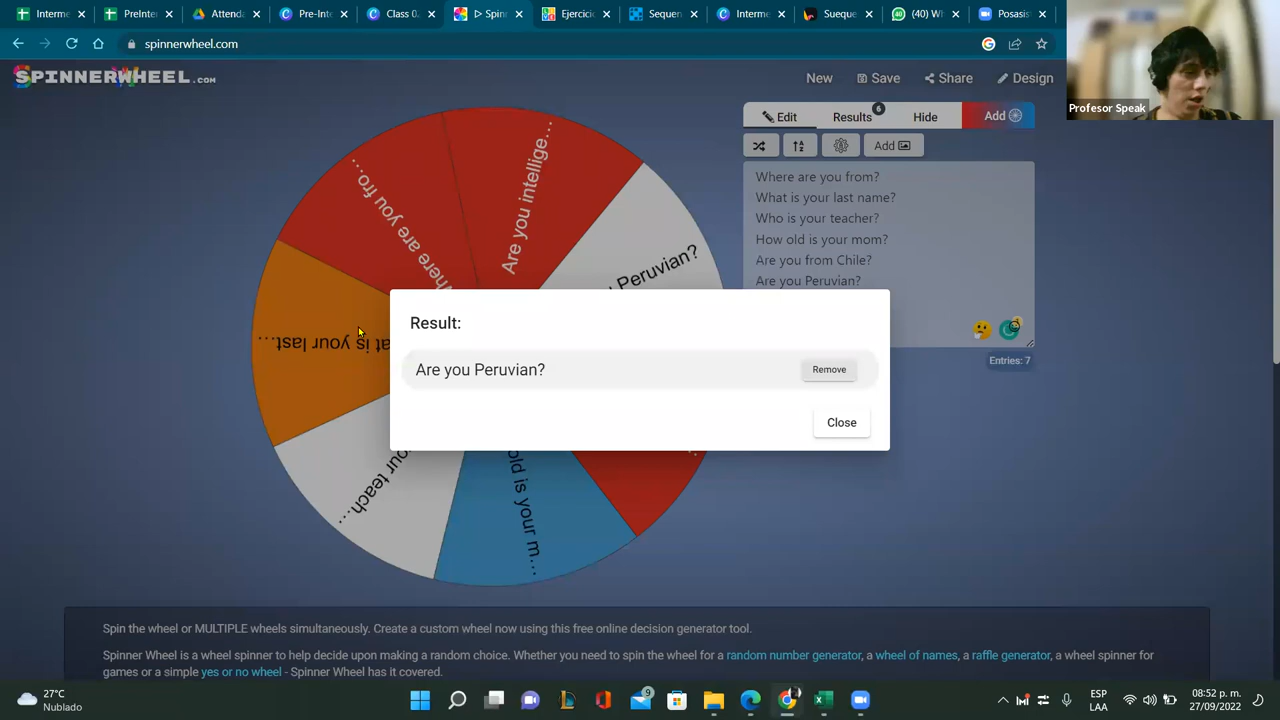 Interme
PreInter
Attenda
Pre-Int
Class 0
Spinn
Ejercici
Sequen
Interme
Sueque
(40) Wh
Posasis
spinnerwheel.com
SPINNERWHEEL.COM
New
Save
Share
Design
Profesor Speak
Edit
Results
6
Hide
Add
Add
Where are you from?
What is your last name?
Who is your teacher?
How old is your mom?
Are you from Chile?
Are you Peruvian?
Entries: 7
Are you intellige...
Peruvian?
here are you fro...
at is your last...
our teach...
old is your m...
Result:
Are you Peruvian?
Remove
Close
Spin the wheel or MULTIPLE wheels simultaneously. Create a custom wheel now using this free online decision generator tool.
Spinner Wheel is a wheel spinner to help decide upon making a random choice. Whether you need to spin the wheel for a random number generator, a wheel of names, a raffle generator, a wheel spinner for
games or a simple yes or no wheel - Spinner Wheel has it covered.
27°C
Nublado
9
ESP
LAA
08:52 p. m.
27/09/2022